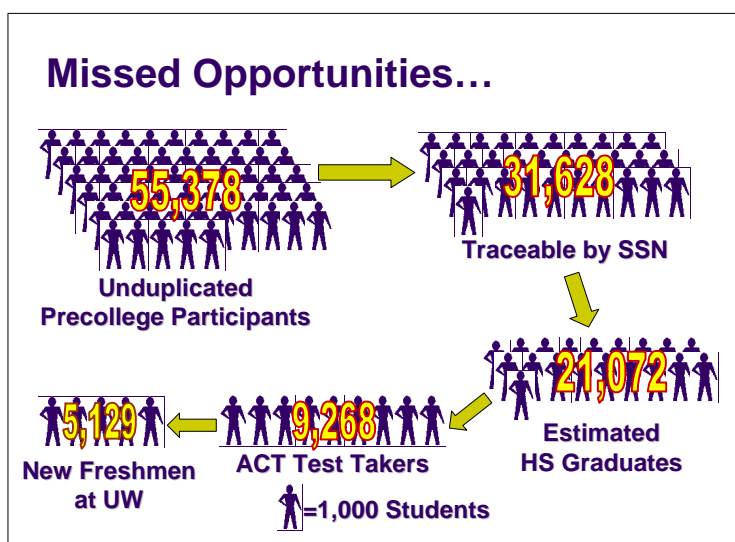 Missed Opportunities…
55,378
Unduplicated
Precollege Participants
31,628
Traceable by SSN
21,072
Estimated
HS Graduates
9,268
ACT Test Takers
5,129
New Freshmen
at UW
=1,000 Students